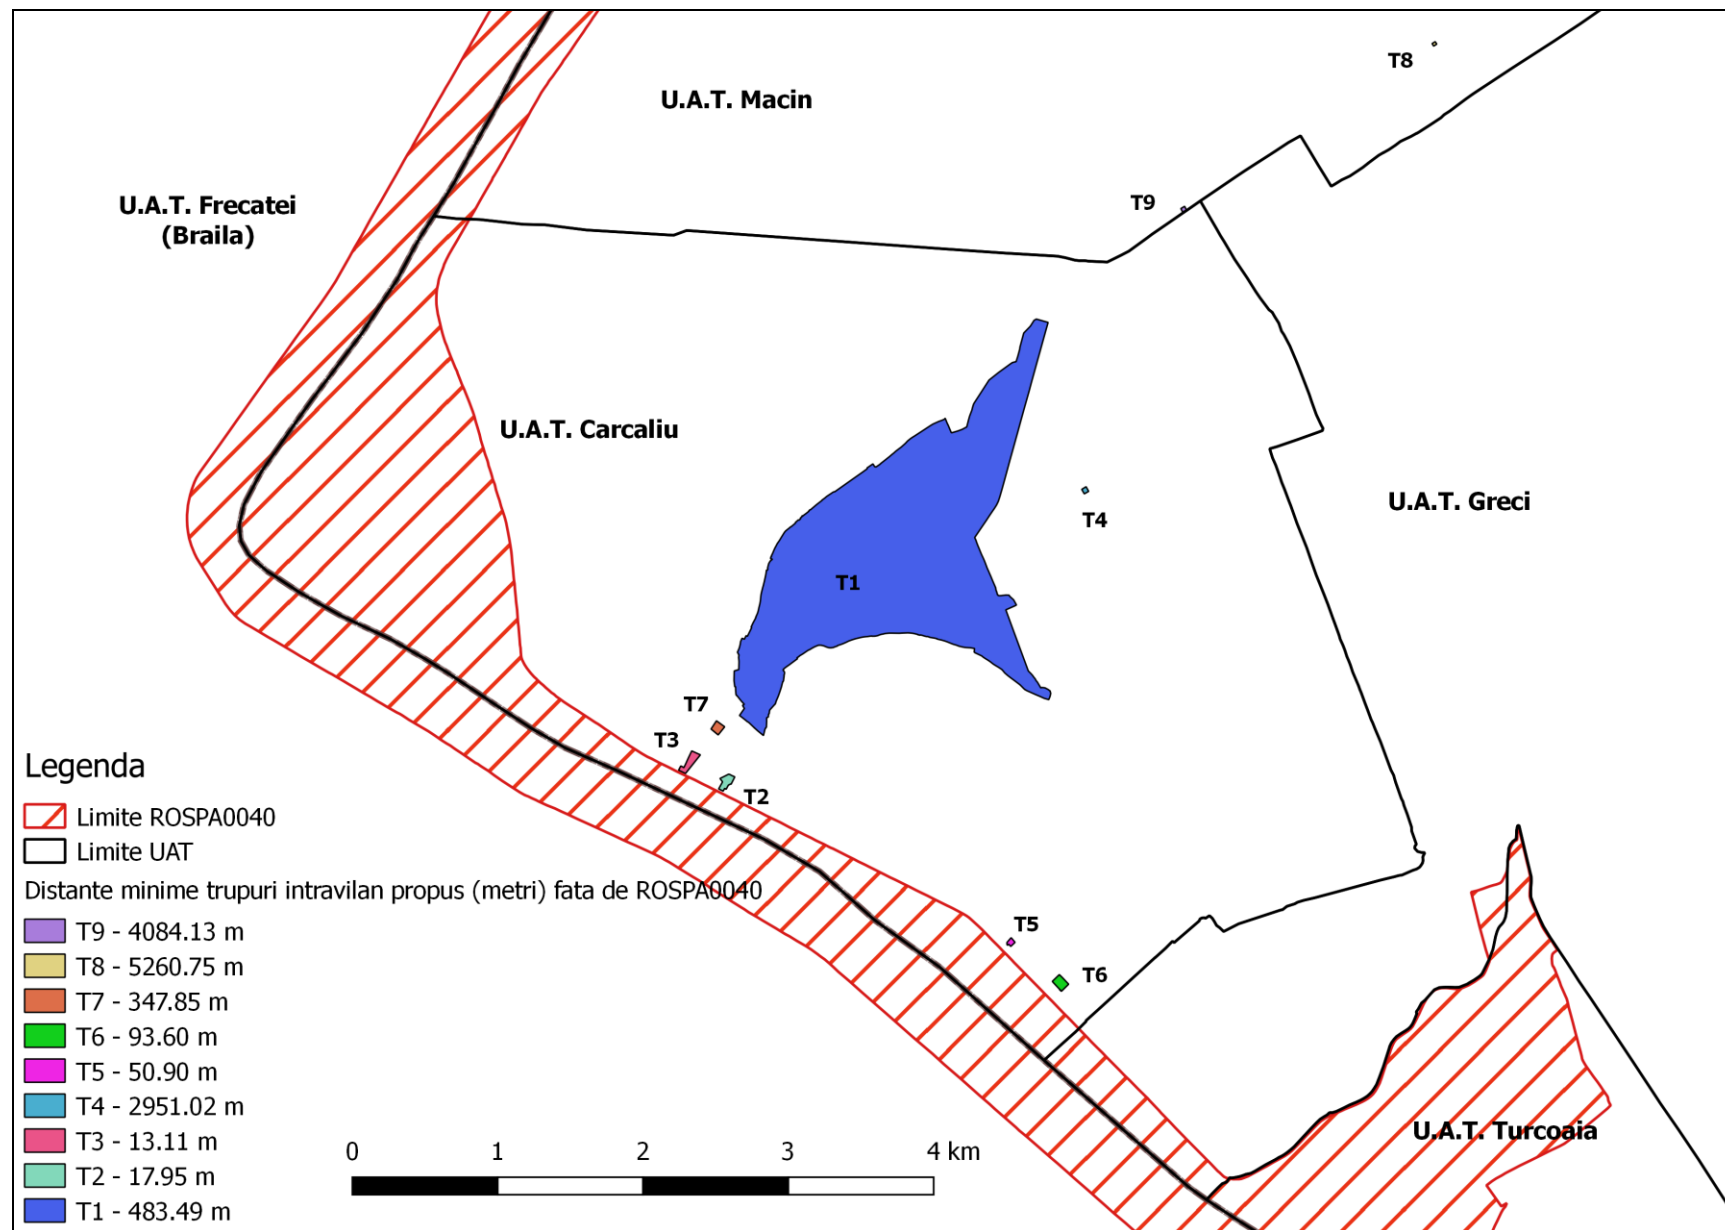 T8
U.A.T. Macin
U.A.T. Frecatei
(Braila)
T9
U.A.T. Carcaliu
U.A.T. Greci
T4
T1
T7
T3
T2
T5
T6
U.A.T. Turcoaia
Legenda
Limite ROSPA0040
Limite UAT
Distante minime trupuri intravilan propus (metri) fata de ROSPA0040
T9 - 4084.13 m
T8 - 5260.75 m
T7 - 347.85 m
T6 - 93.60 m
T5 - 50.90 m
T4 - 2951.02 m
T3 - 13.11 m
T2 - 17.95 m
T1 - 483.49 m
0 1 2 3 4 km